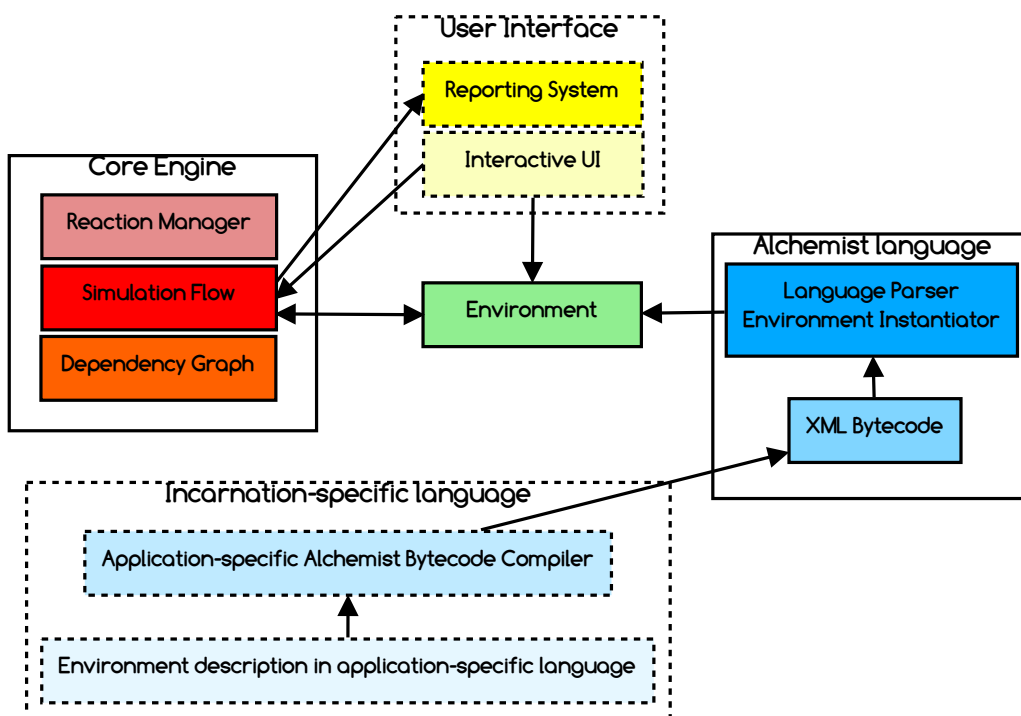 User Interface
Reporting System
Interactive UI
Core Engine
Reaction Manager
Simulation Flow
Dependency Graph
Environment
Alchemist language
Language Parser
Environment Instantiator
XML Bytecode
Incarnation-specific language
Application-specific Alchemist Bytecode Compiler
Environment description in application-specific language